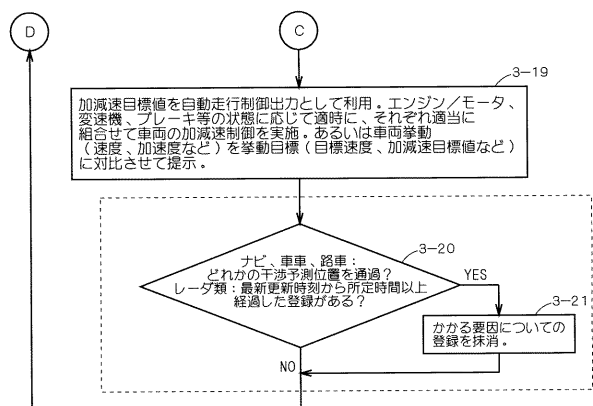 D
C
3-19
加減速目標値を自動走行制御出力として利用。エンジン／モータ、
変速機、ブレーキ等の状態に応じて適時に、それぞれ適当に
組合せて車両の加減速制御を実施。あるいは車両挙動
（速度、加速度など）を挙動目標（目標速度、加減速目標値など）
に対比させて提示。
3-20
ナビ、車車、路車：
どれかの干渉予測位置を通過？
レーダ類：最新更新時刻から所定時間以上
経過した登録がある？
YES
3-21
かかる要因についての
登録を抹消。
NO